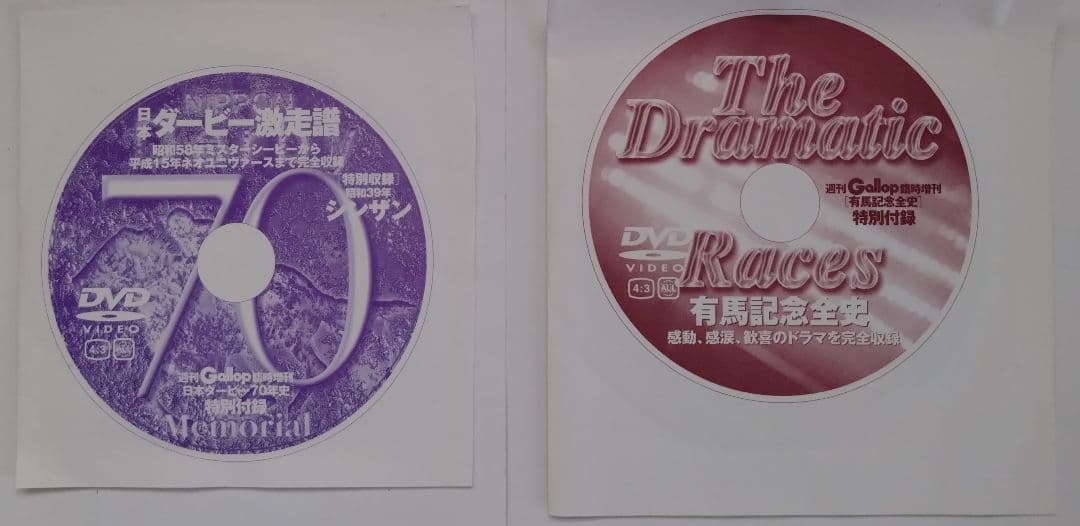 NIPPON
日本ダービー激走譜
昭和58年ミスターシービーから
平成15年ネオユニヴァースまで完全収録
[特別収録]
昭和39年
シンザン
70
DVD
VIDEO
4:3
ALL
週刊Gallop臨時増刊
日本ダービー70年史
特別付録
Memorial
The
Dramatic
Races
週刊Gallop臨時増刊
[有馬記念全史]
特別付録
DVD
VIDEO
4:3
ALL
有馬記念全史
感動、感涙、歓喜のドラマを完全収録